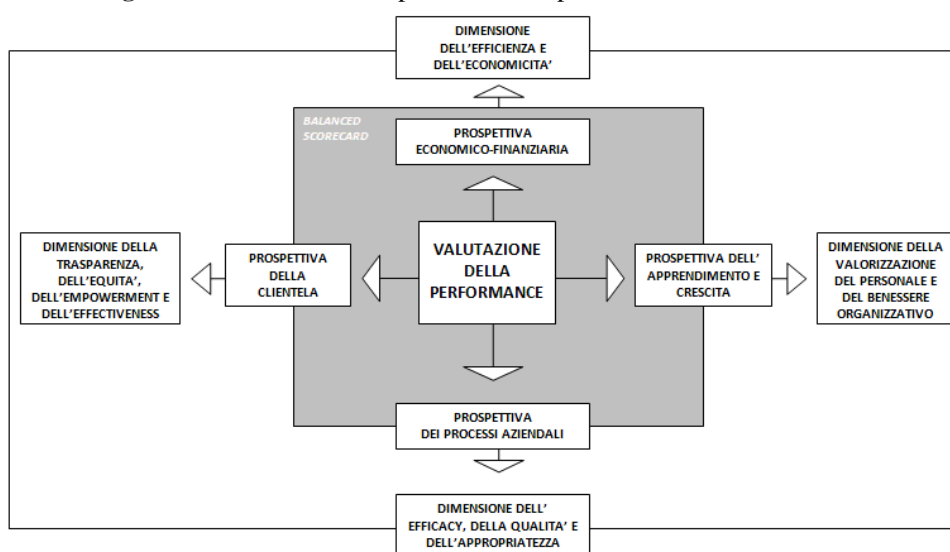 DIMENSIONE
DELL'EFFICIENZA E
DELL'ECONOMICITA'
BALANCED
SCORECARD
PROSPETTIVA
ECONOMICO-FINANZIARIA
DIMENSIONE DELLA
TRASPARENZA,
DELL'EQUITA',
DELL'EMPOWERMENT E
DELL'EFFECTIVENESS
PROSPETTIVA
DELLA
CLIENTELA
VALUTAZIONE
DELLA
PERFORMANCE
PROSPETTIVA DELL'
APPRENDIMENTO E
CRESCITA
DIMENSIONE DELLA
VALORIZZAZIONE
DEL PERSONALE E
DEL BENESSERE
ORGANIZZATIVO
PROSPETTIVA
DEI PROCESSI AZIENDALI
DIMENSIONE DELL'
EFFICACY, DELLA QUALITA' E
DELL'APPROPRIATEZZA